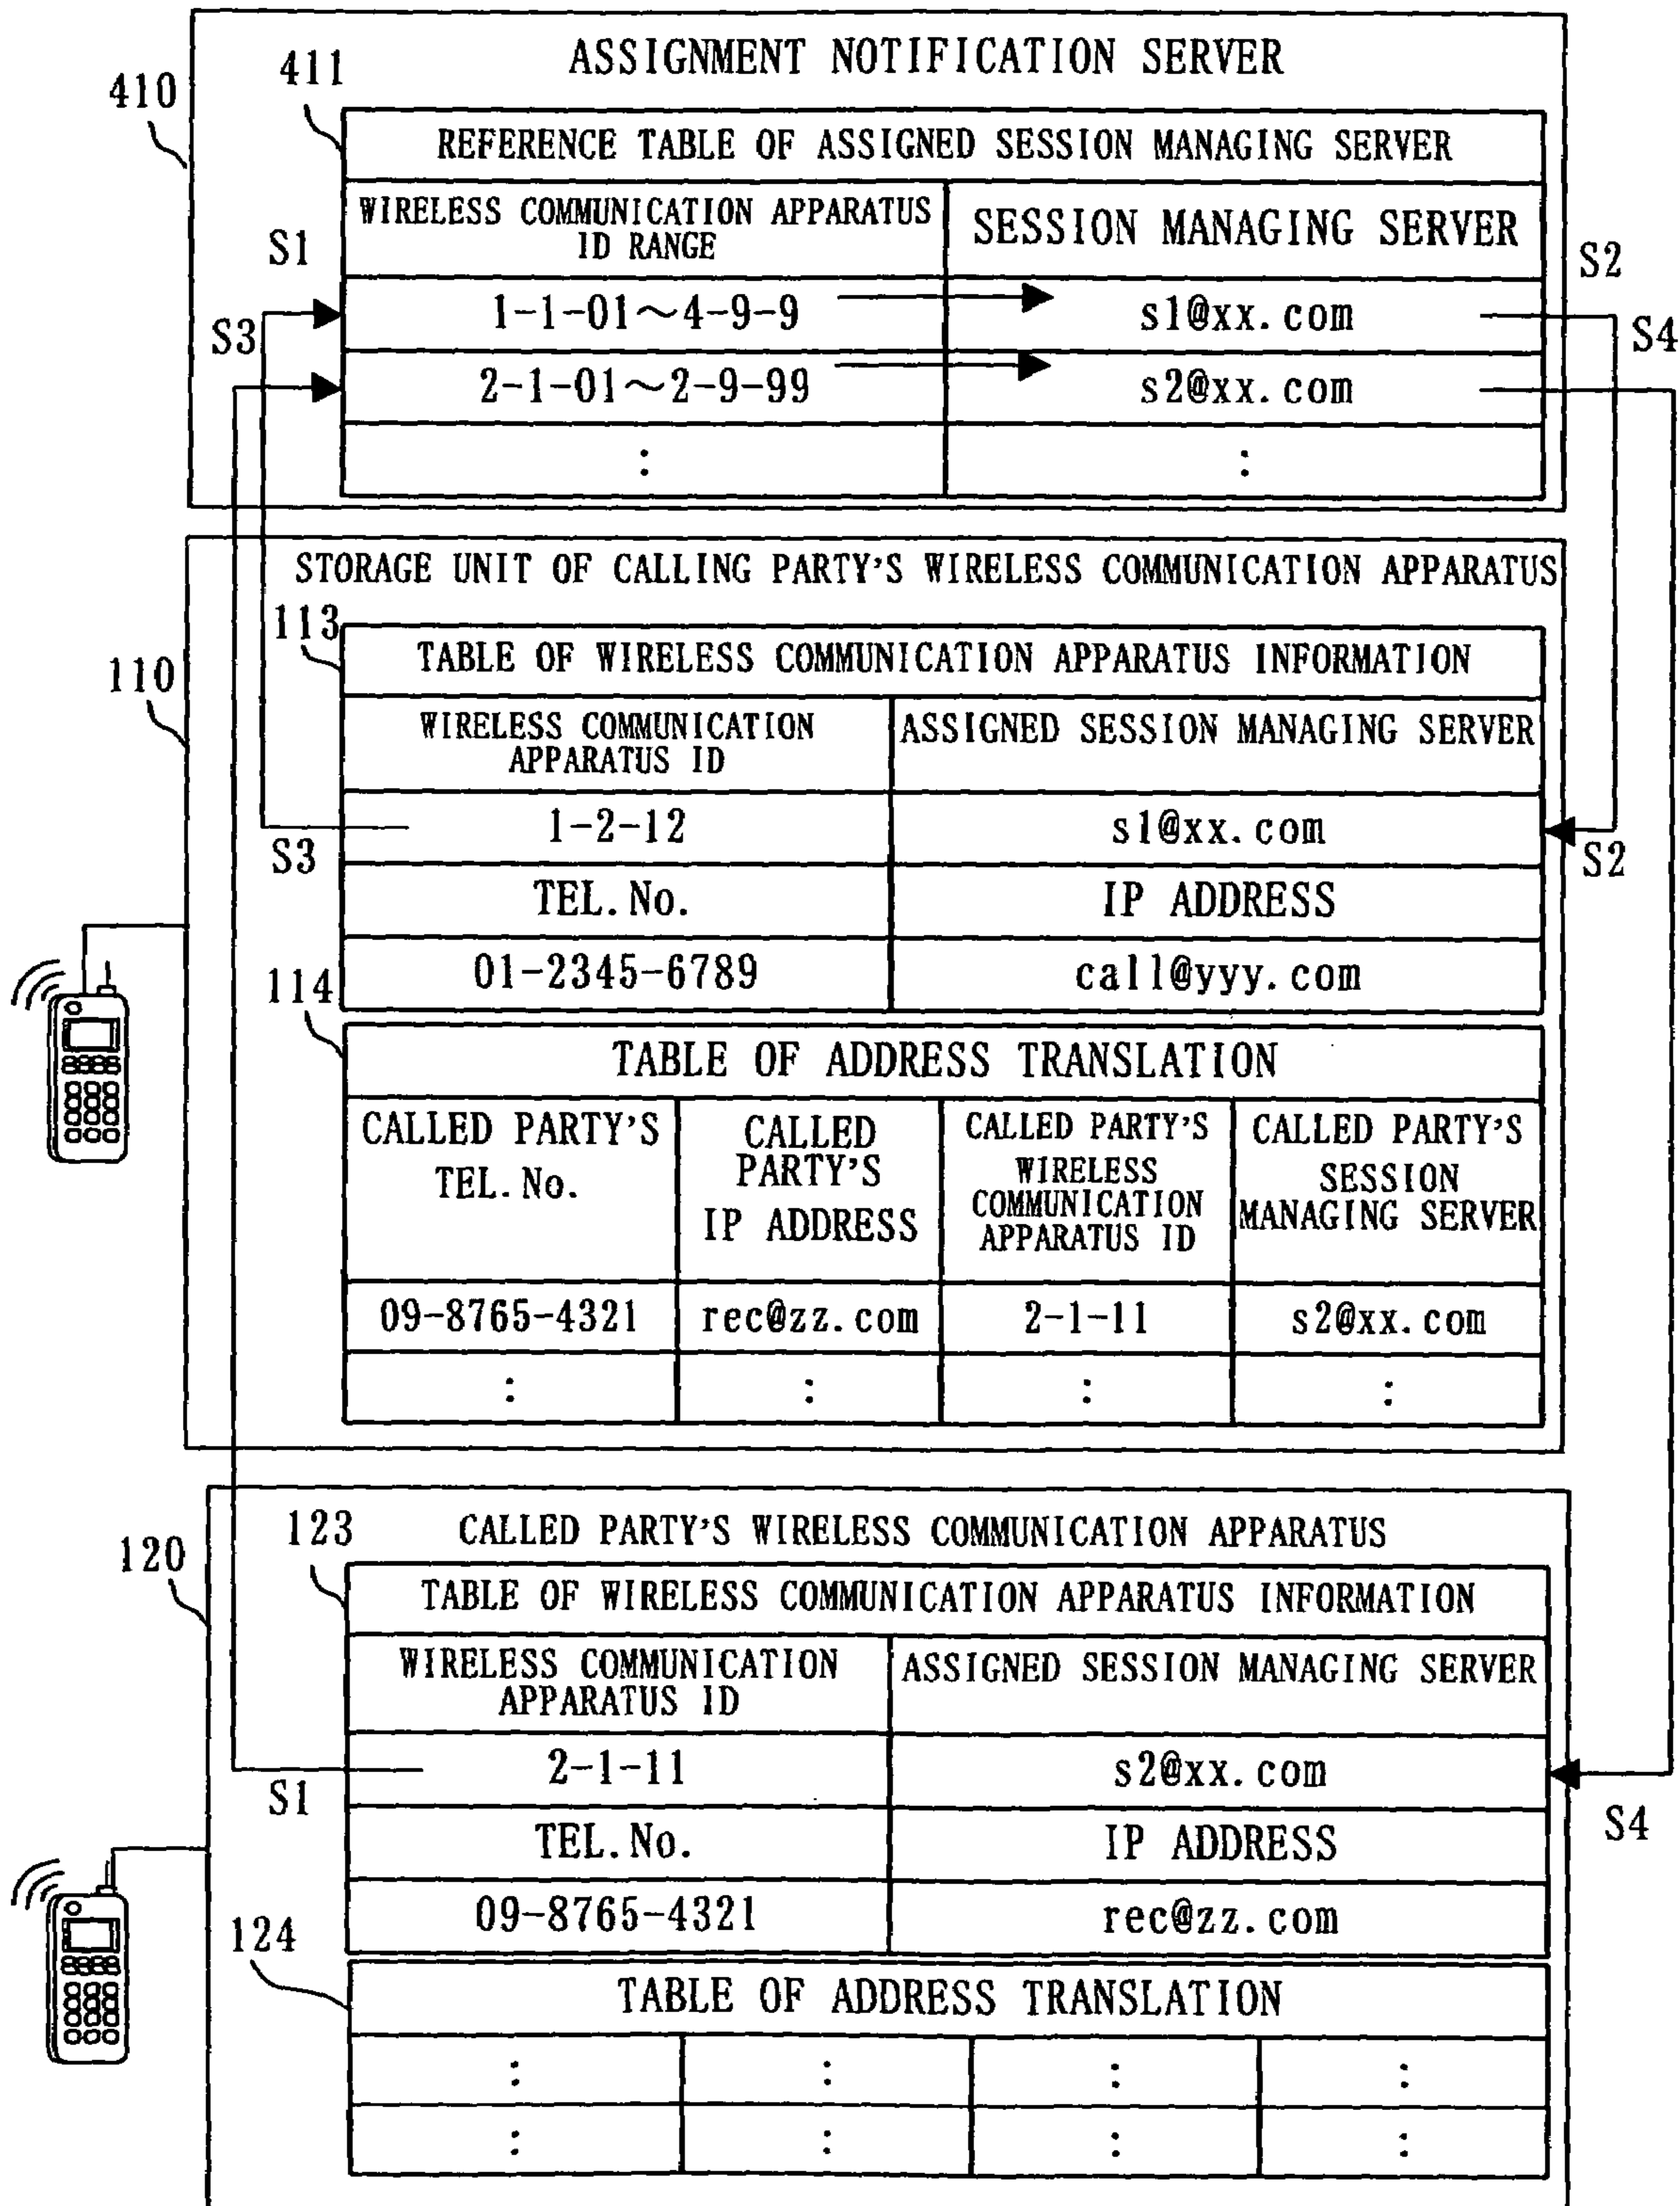 ASSIGNMENT NOTIFICATION SERVER
410
411
REFERENCE TABLE OF ASSIGNED SESSION MANAGING SERVER
WIRELESS COMMUNICATION APPARATUS
ID RANGE
SESSION MANAGING SERVER
S1
S2
1-1-01～4-9-9
s1@xx.com
S3
S4
2-1-01～2-9-99
s2@xx.com
:
:
STORAGE UNIT OF CALLING PARTY'S WIRELESS COMMUNICATION APPARATUS
110
113
TABLE OF WIRELESS COMMUNICATION APPARATUS INFORMATION
WIRELESS COMMUNICATION
APPARATUS ID
ASSIGNED SESSION MANAGING SERVER
1-2-12
s1@xx.com
S3
S2
TEL.No.
IP ADDRESS
01-2345-6789
call@yyy.com
114
TABLE OF ADDRESS TRANSLATION
CALLED PARTY'S
TEL.No.
CALLED
PARTY'S
IP ADDRESS
CALLED PARTY'S
WIRELESS
COMMUNICATION
APPARATUS ID
CALLED PARTY'S
SESSION
MANAGING SERVER
09-8765-4321
rec@zz.com
2-1-11
s2@xx.com
:
:
:
:
CALLED PARTY'S WIRELESS COMMUNICATION APPARATUS
120
123
TABLE OF WIRELESS COMMUNICATION APPARATUS INFORMATION
WIRELESS COMMUNICATION
APPARATUS ID
ASSIGNED SESSION MANAGING SERVER
2-1-11
s2@xx.com
S1
S4
TEL.No.
IP ADDRESS
09-8765-4321
rec@zz.com
124
TABLE OF ADDRESS TRANSLATION
:
:
:
:
:
:
:
: